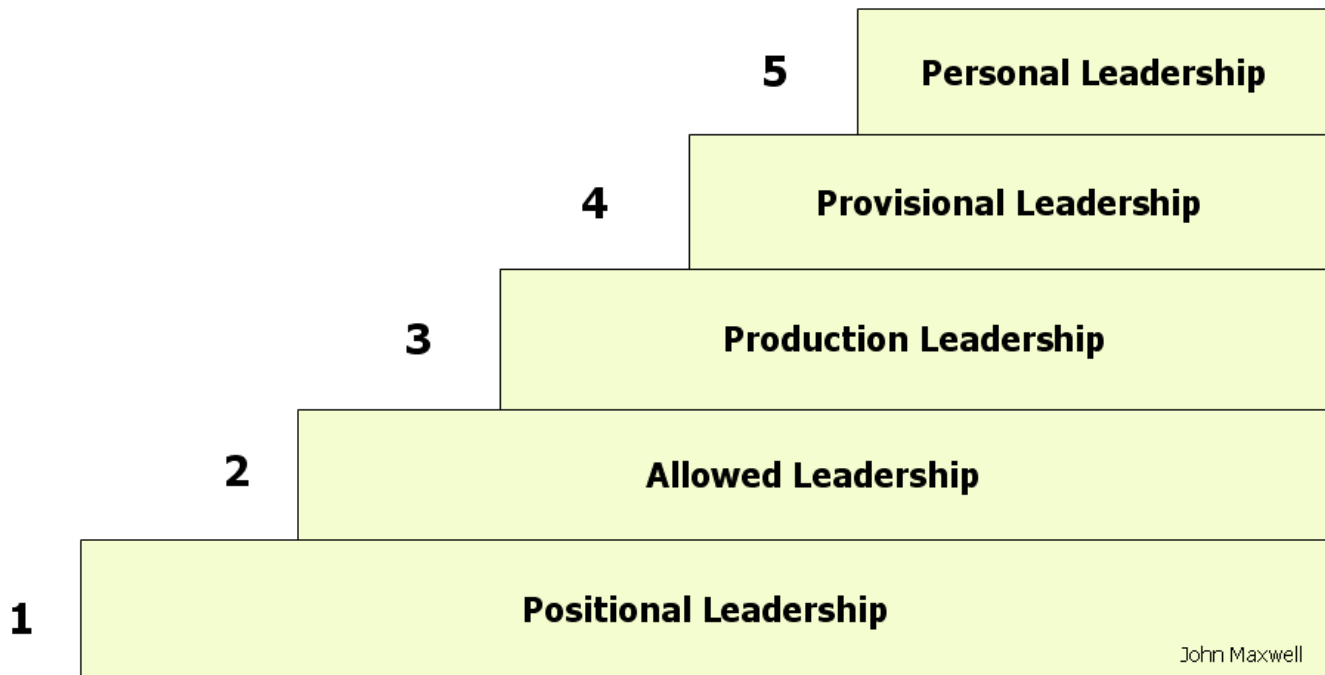 5 Personal Leadership
4 Provisional Leadership
3 Production Leadership
2 Allowed Leadership
1 Positional Leadership
John Maxwell